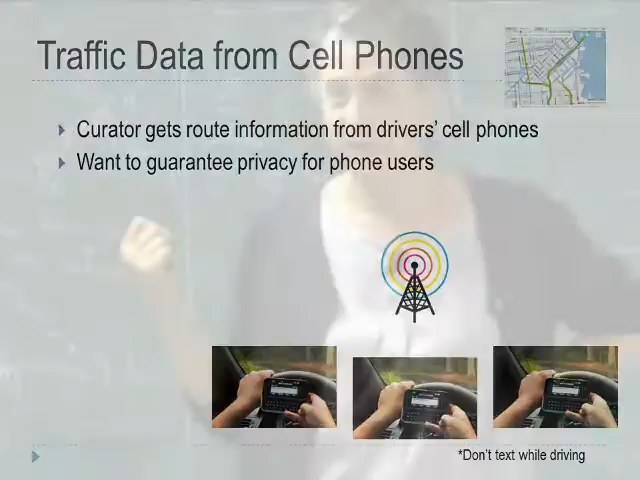 Traffic Data from Cell Phones
Curator gets route information from drivers' cell phones
Want to guarantee privacy for phone users
*Don't text while driving